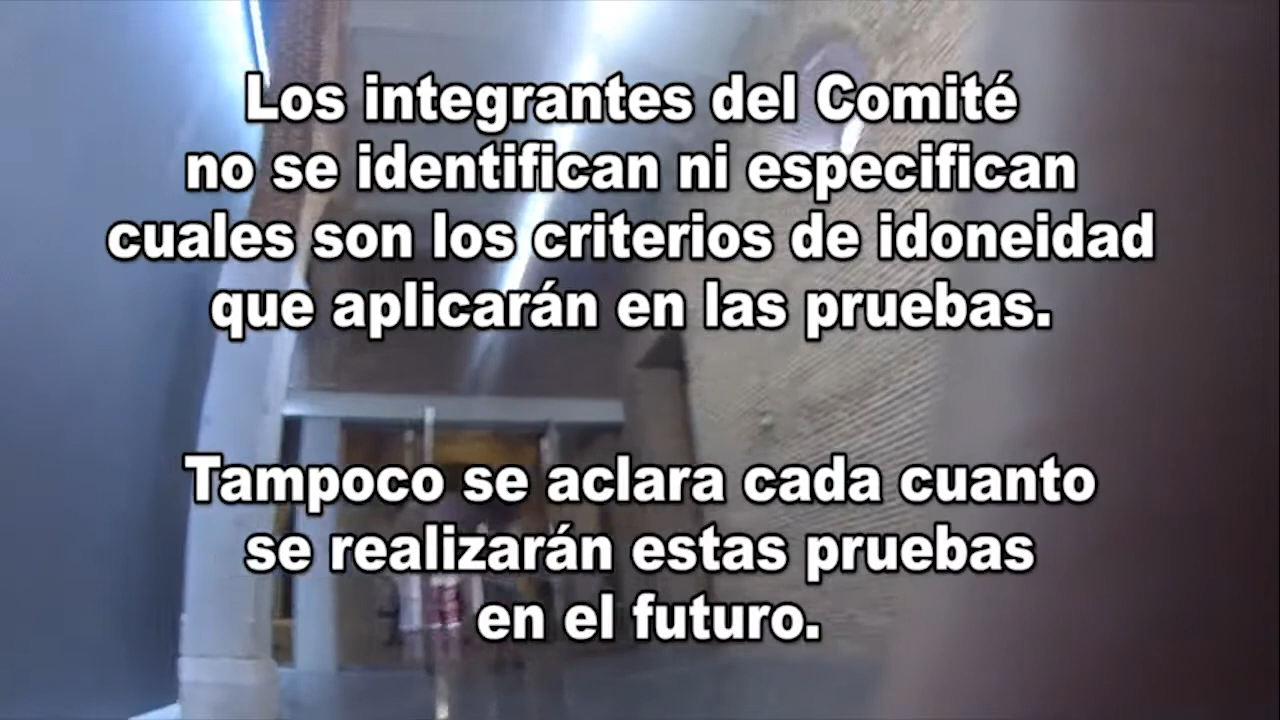 Los integrantes del Comité
no se identifican ni especifican
cuales son los criterios de idoneidad
que aplicarán en las pruebas.
Tampoco se aclara cada cuanto
se realizarán estas pruebas
en el futuro.